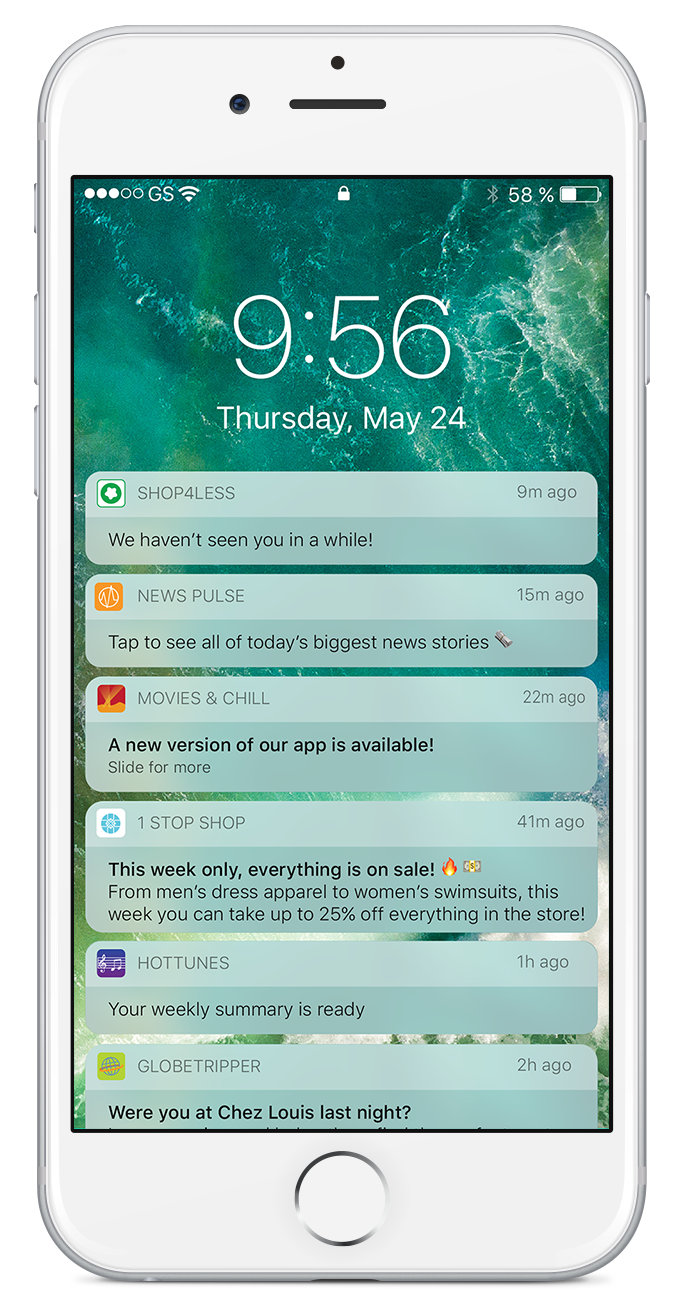 GS 58 %
9:56
Thursday, May 24
SHOP4LESS 9m ago
We haven’t seen you in a while!
NEWS PULSE 15m ago
Tap to see all of today’s biggest news stories
MOVIES & CHILL 22m ago
A new version of our app is available!
Slide for more
1 STOP SHOP 41m ago
This week only, everything is on sale! 🔥 💵
From men’s dress apparel to women’s swimsuits, this
week you can take up to 25% off everything in the store!
HOTTUNES 1h ago
Your weekly summary is ready
GLOBETRIPPER 2h ago
Were you at Chez Louis last night?